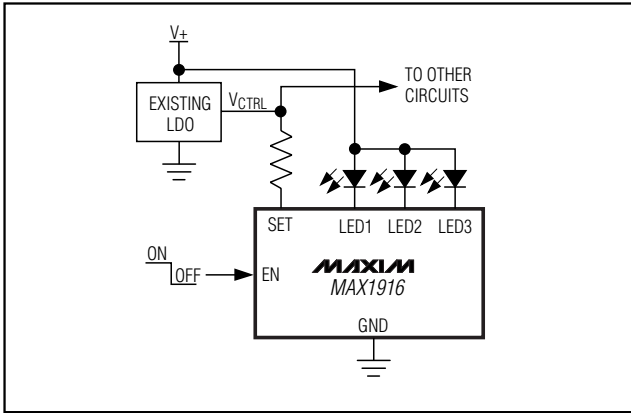 V+
EXISTING
LDO
VCTRL
TO OTHER
CIRCUITS
SET
LED1
LED2
LED3
ON
OFF
EN
MAXIM
MAX1916
GND